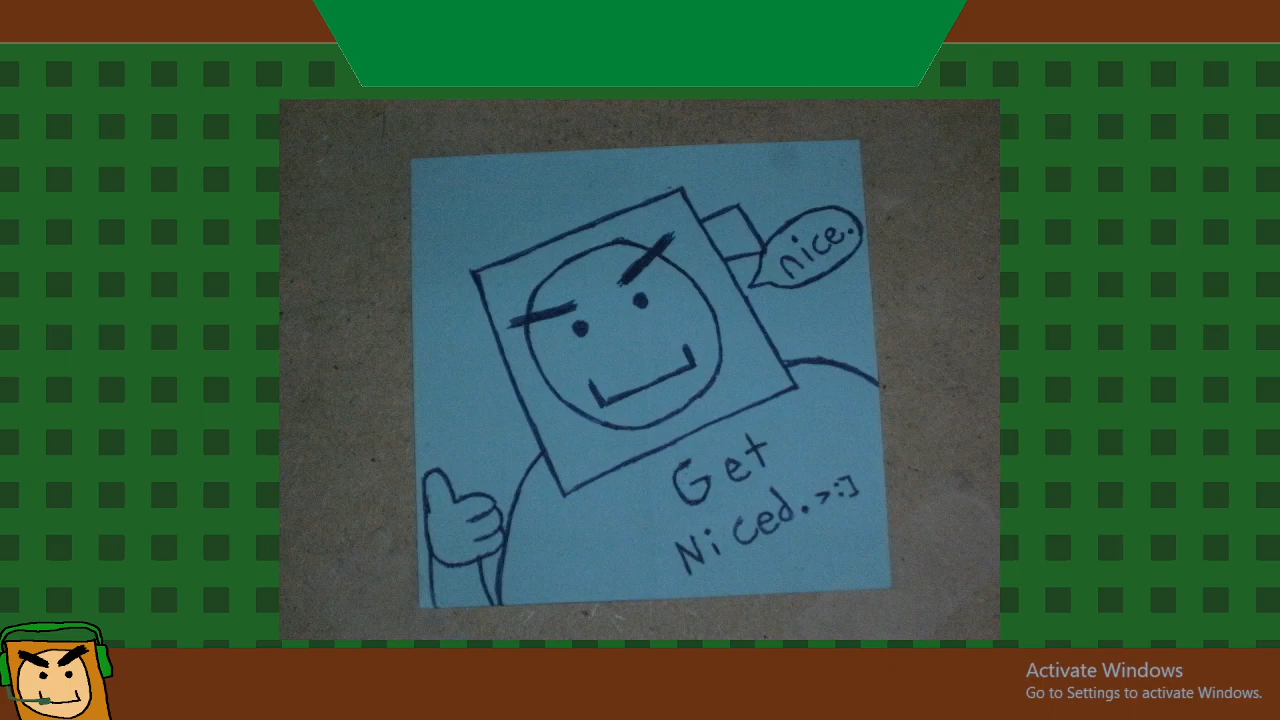 nice.
Get
Niced. >:]
Activate Windows
Go to Settings to activate Windows.